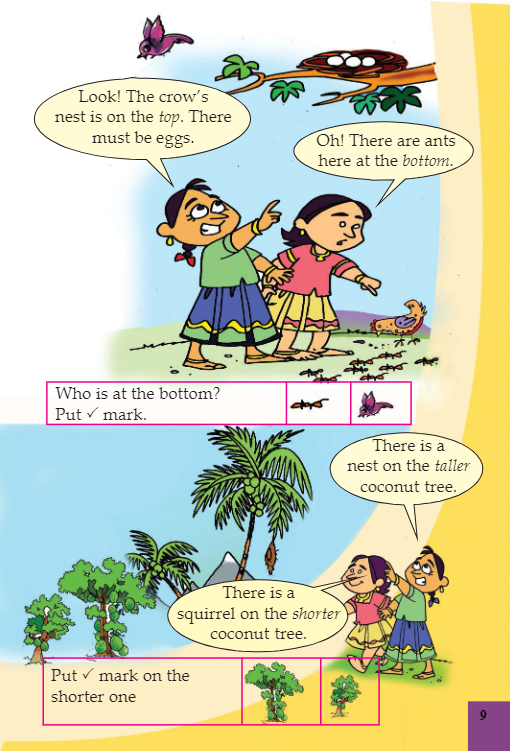 Look! The crow's
nest is on the top. There
must be eggs.
Oh! There are ants
here at the bottom.
Who is at the bottom?
Put ✓ mark.
There is a
nest on the taller
coconut tree.
There is a
squirrel on the shorter
coconut tree.
Put ✓ mark on the
shorter one
9